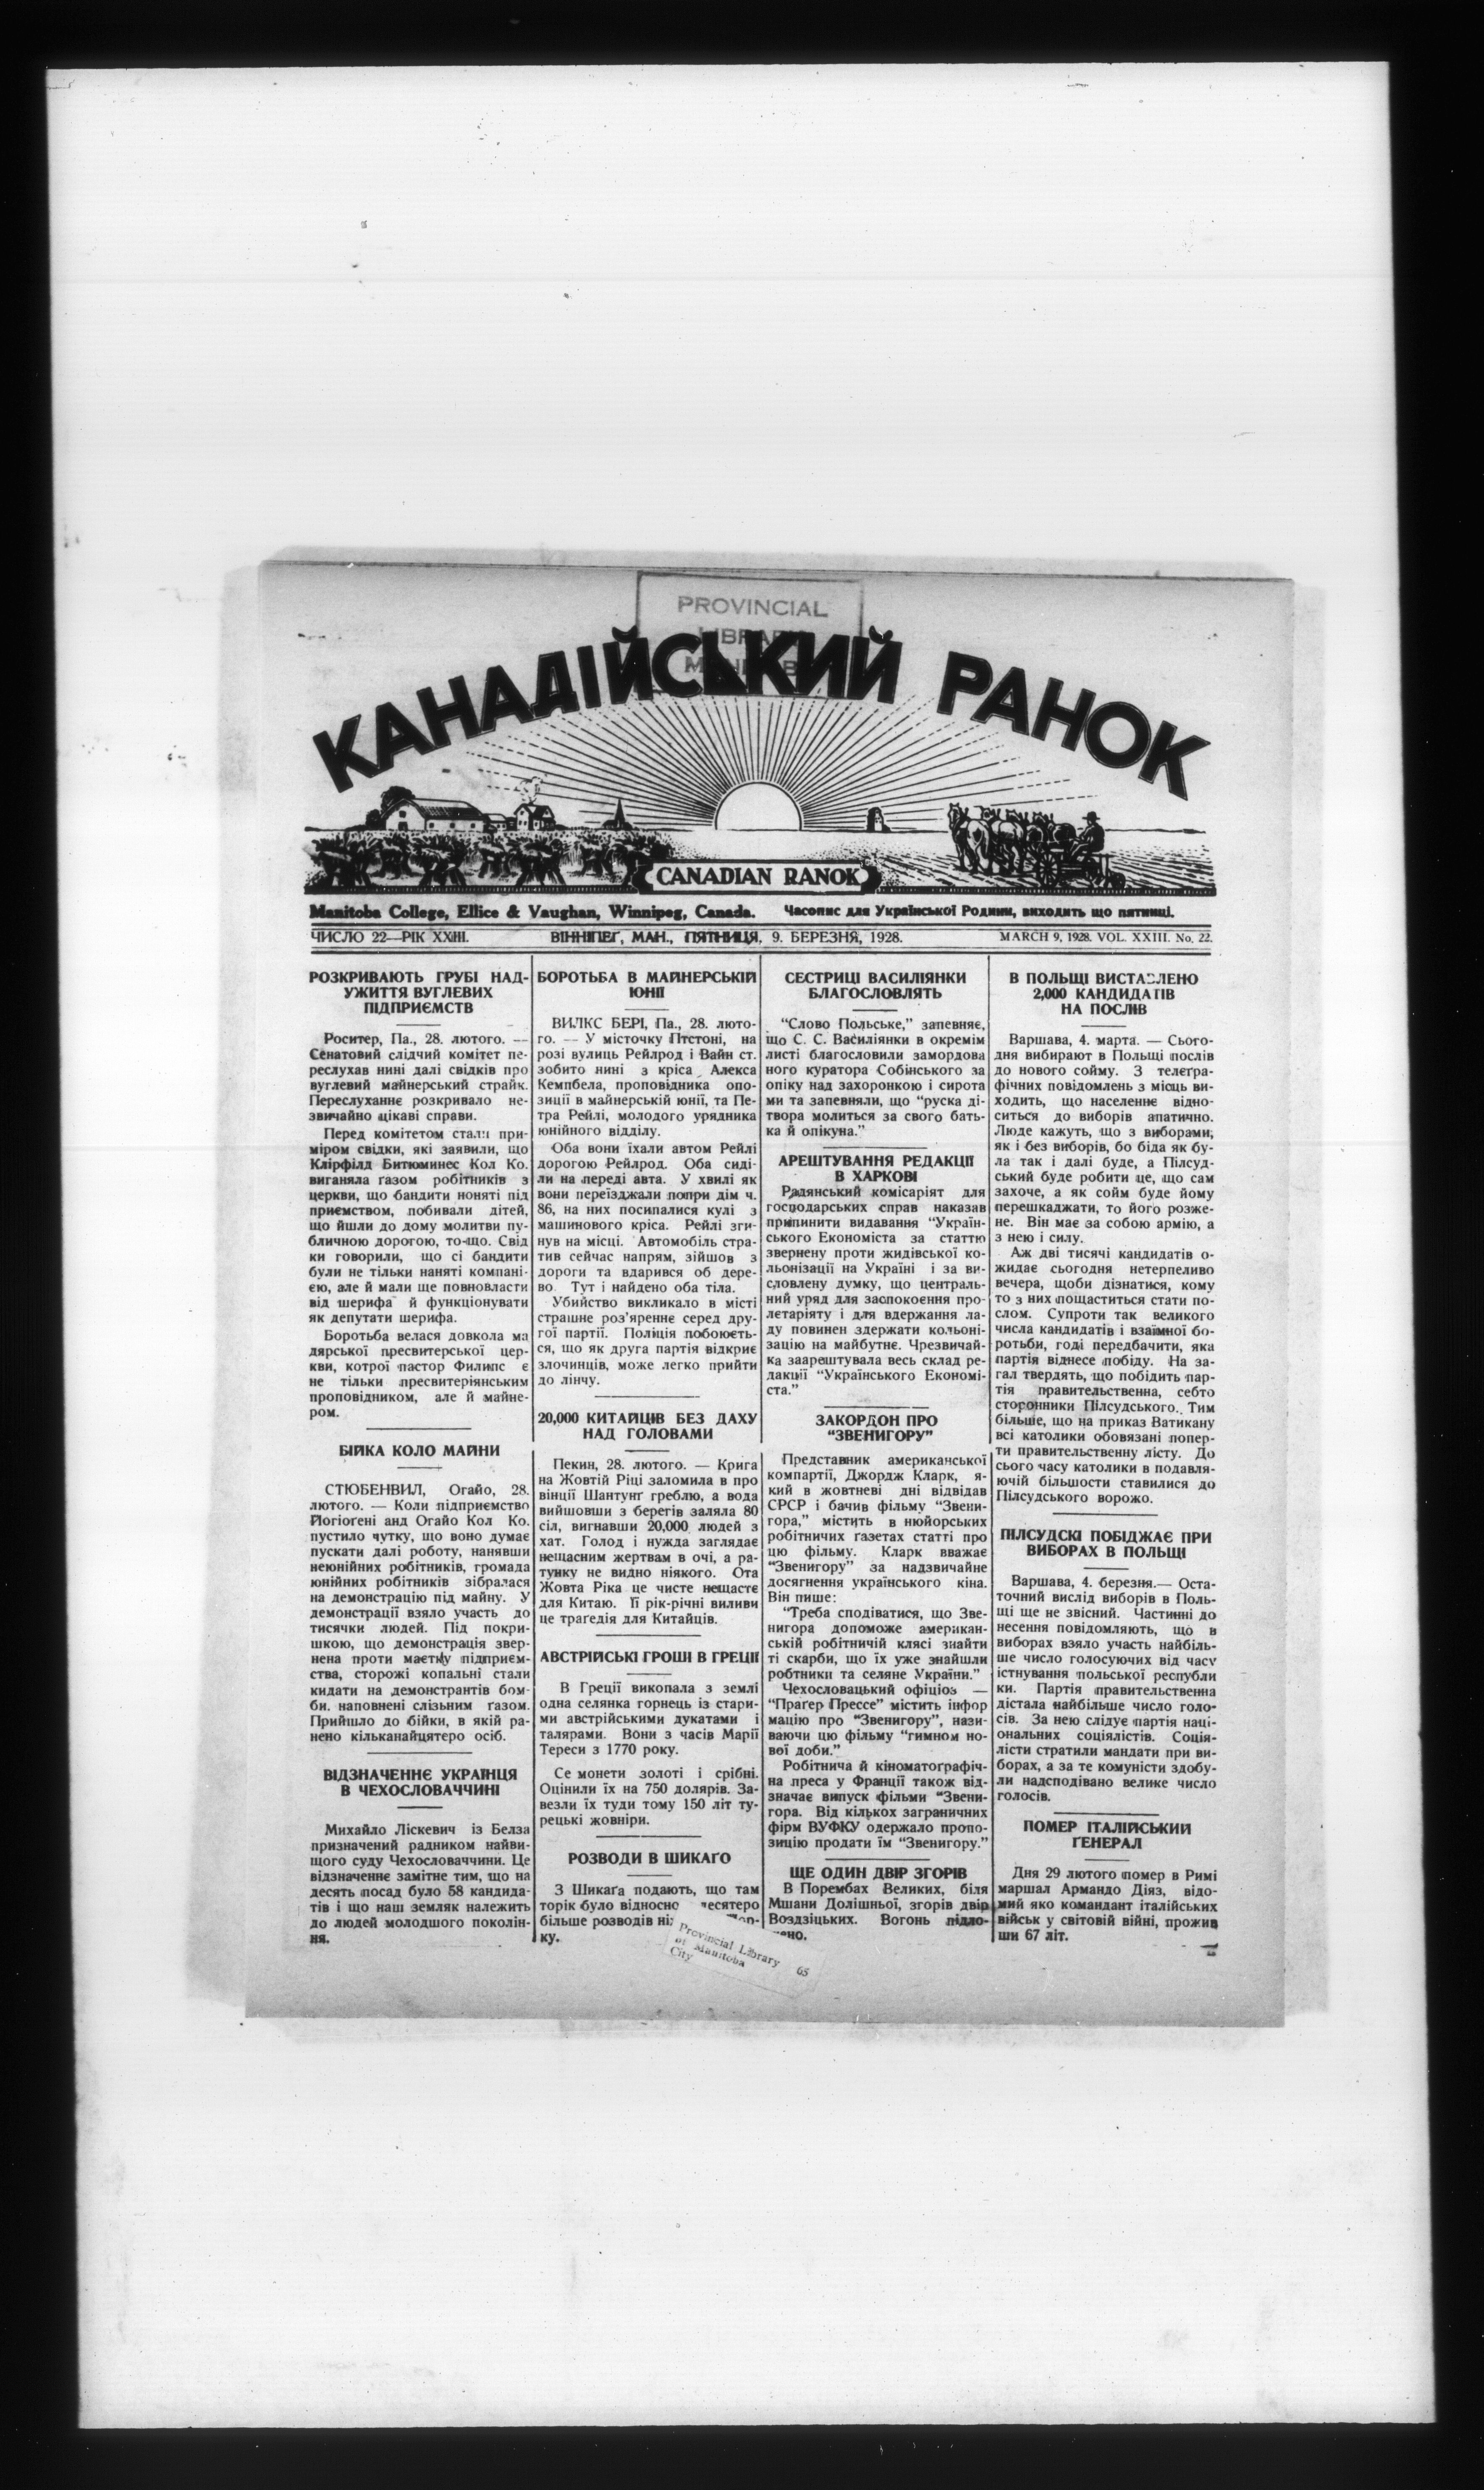 PROVINCIAL
КАНАДІЙСЬКИЙ РАНОК
CANADIAN RANOK
Manitoba College, Ellice & Vaughan, Winnipeg, Canada. Часопис для Української Родини, виходить що пятниці.
ЧИСЛО 22—РІК XXIII. ВІННІПЕҐ, МАН., ПЯТНИЦЯ, 9. БЕРЕЗНЯ, 1928. MARCH 9, 1928. VOL. XXIII. No. 22.
РОЗКРИВАЮТЬ ГРУБІ НАД-
УЖИТТЯ ВУГЛЕВИХ
ПІДПРИЄМСТВ
Роситер, Па., 28. лютого. —
Сенатовий слідчий комітет пе-
реслухав нині далі свідків про
вуглевий майнерський страйк.
Переслуханнє розкривало не-
звичайно цікаві справи.
Перед комітетом стали при-
міром свідки, які заявили, що
Клірфілд Битюминес Кол Ко.
виганяла газом робітників з
церкви, що бандити ноняті під
приємством, побивали дітей,
що йшли до дому молитви пу-
бличною дорогою, то-що. Свід
ки говорили, що сі бандити
були не тільки наняті компані-
єю, але й мали ще повновласти
від шерифа й функціонувати
як депутати шерифа.
Боротьба велася довкола ма
дярської пресвитерської цер-
кви, котрої пастор Филипс є
не тільки пресвитеріянським
проповідником, але й майне-
ром.
БІЙКА КОЛО МАЙНИ
СТЮБЕНВИЛ, Огайо, 28.
лютого. — Коли підприємство
Йогіогені анд Огайо Кол Ко.
пустило чутку, що воно думає
пускати далі роботу, нанявши
неюнійних робітників, громада
юнійних робітників зібралася
на демонстрацію під майну. У
демонстрації взяло участь до
тисячки людей. Під покри-
шкою, що демонстрація звер-
нена проти маєтку підприєм-
ства, сторожі копальні стали
кидати на демонстрантів бом-
би, наповнені слізьним газом.
Прийшло до бійки, в якій ра-
нено кільканайцятеро осіб.
ВІДЗНАЧЕННЄ УКРАЇНЦЯ
В ЧЕХОСЛОВАЧЧИНІ
Михайло Ліскевич із Белза
призначений радником найви-
щого суду Чехословаччини. Це
відзначеннє замітне тим, що на
десять посад було 58 кандида-
тів і що наш земляк належить
до людей молодшого поколін-
ня.
БОРОТЬБА В МАЙНЕРСЬКІЙ
ЮНІЇ
ВИЛКС БЕРІ, Па., 28. люто-
го. — У місточку Пtстоні, на
розі вулиць Рейлрод і Вайн ст.
зобито нині з кріса Алекса
Кемпбела, проповідника опо-
зиції в майнерській юнії, та Пе-
тра Рейлі, молодого урядника
юнійного відділу.
Оба вони їхали автом Рейлі
дорогою Рейлрод. Оба сиді-
ли на переді авта. У хвилі як
вони переїзджали попри дім ч.
86, на них посипалися кулі з
машинового кріса. Рейлі зги-
нув на місці. Автомобіль стра-
тив сейчас напрям, зійшов з
дороги та вдарився об дере-
во. Тут і найдено оба тіла.
Убийство викликало в місті
страшне роз'яреннє серед дру-
гої партії. Поліція побоюєть-
ся, що як друга партія відкриє
злочинців, може легко прийти
до лінчу.
20,000 КИТАЙЦІВ БЕЗ ДАХУ
НАД ГОЛОВАМИ
Пекин, 28. лютого. — Крига
на Жовтій Ріці заломила в про
вінції Шантунґ греблю, а вода
вийшовши з берегів заляла 80
сіл, вигнавши 20,000 людей з
хат. Голод і нужда заглядає
нещасним жертвам в очі, а ра-
тунку не видно ніякого. Ота
Жовта Ріка це чисте нещастє
для Китаю. Її рік-річні виливи
це траґедія для Китайців.
АВСТРІЙСЬКІ ГРОШІ В ГРЕЦІЇ
В Греції викопала з землі
одна селянка горнець із стари-
ми австрійськими дукатами і
талярами. Вони з часів Марії
Тереси з 1770 року.
Се монети золоті і срібні.
Оцінили їх на 750 долярів. За-
везли їх туди тому 150 літ ту-
рецькі жовніри.
РОЗВОДИ В ШИКАҐО
З Шикаґа подають, що там
торік було відносно десятеро
більше розводів
ку.
СЕСТРИЦІ ВАСИЛІЯНКИ
БЛАГОСЛОВЛЯТЬ
“Слово Польське,” запевняє,
що С. С. Василіянки в окремім
листі благословили замордова
ного куратора Собінського за
опіку над захоронкою і сирота
ми та запевняли, що “руска ді-
твора молиться за свого бать-
ка й опікуна.”
АРЕШТУВАННЯ РЕДАКЦІЇ
В ХАРКОВІ
Радянський комісаріят для
господарських справ наказав
припинити видавання “Україн-
ського Економіста за статтю
звернену проти жидівської ко-
льонізації на Україні і за ви-
словлену думку, що централь-
ний уряд для заспокоєння про-
лєтаріяту і для вдержання ла-
ду повинен здержати кольоні-
зацію на майбутнє. Чрезвичай-
ка заарештувала весь склад ре-
дакції “Українського Економі-
ста.”
ЗАКОРДОН ПРО
“ЗВЕНИГОРУ”
Представник американської
компартії, Джордж Кларк, я-
кий в жовтневі дні відвідав
СРСР і бачив фільму “Звени-
гора,” містить в нюйорських
робітничих газетах статті про
цю фільму. Кларк вважає
“Звенигору” за надзвичайне
досягнення українського кіна.
Він пише:
“Треба сподіватися, що Зве-
нигора допоможе американ-
ській робітничій клясі знайти
ті скарби, що їх уже знайшли
робтники та селяне України.”
Чехословацький офіціоз —
“Праґер Прессе” містить інфор
мацію про “Звенигору”, нази-
ваючи цю фільму “гимном но-
вої доби.”
Робітнича й кіноматоґрафіч-
на преса у Франції також від-
значає випуск фільми “Звени-
гора. Від кількох заграничних
фірм ВУФКУ одержало пропо-
зицію продати їм “Звенигору.”
ЩЕ ОДИН ДВІР ЗГОРІВ
В Порембах Великих, біля
Мшани Долішньої, згорів двір
Воздзіцьких. Вогонь підло-
В ПОЛЬЩІ ВИСТАВЛЕНО
2,000 КАНДИДАТІВ
НА ПОСЛІВ
Варшава, 4. марта. — Сього-
дня вибирают в Польщі послів
до нового сойму. З телєґра-
фічних повідомлень з місць ви-
ходить, що населенне відно-
ситься до виборів апатично.
Люде кажуть, що з виборами,
як і без виборів, бо біда як бу-
ла так і далі буде, а Пілсуд-
ський буде робити це, що сам
захоче, а як сойм буде йому
перешкаджати, то його розже-
не. Він має за собою армію, а
з нею і силу.
Аж дві тисячі кандидатів о-
жидає сьогодня нетерпеливо
вечера, щоби дізнатися, кому
то з них пощаститься стати по-
слом. Супроти так великого
числа кандидатів і взаїмної бо-
ротьби, годі передбачити, яка
партія віднесе побіду. На за-
гал твердять, що побідить пар-
тія правительственна, себто
сторонники Пілсудського. Тим
більше, що на приказ Ватикану
всі католики обовязані попер-
ти правительственну лісту. До
сього часу католики в подавля-
ючій більшости ставилися до
Пілсудського ворожо.
ПІЛСУДСКІ ПОБІДЖАЄ ПРИ
ВИБОРАХ В ПОЛЬЩІ
Варшава, 4. березня.— Оста-
точний вислід виборів в Поль-
щі ще не звісний. Частинні до
несення повідомляють, що в
виборах взяло участь найбіль-
ше число голосуючих від часу
істнування польської республи
ки. Партія правительственна
дістала найбільше число голо-
сів. За нею слідує партія наці-
ональних соціялістів. Соція-
лісти стратили мандати при ви-
борах, а за те комуністи здобу-
ли надсподівано велике число
голосів.
ПОМЕР ІТАЛІЙСЬКИЙ
ҐЕНЕРАЛ
Дня 29 лютого помер в Римі
маршал Армандо Діяз, відо-
мий яко командант італійських
військ у світовій війні, прожив
ши 67 літ.
Provincial Library
of Manitoba
City 65